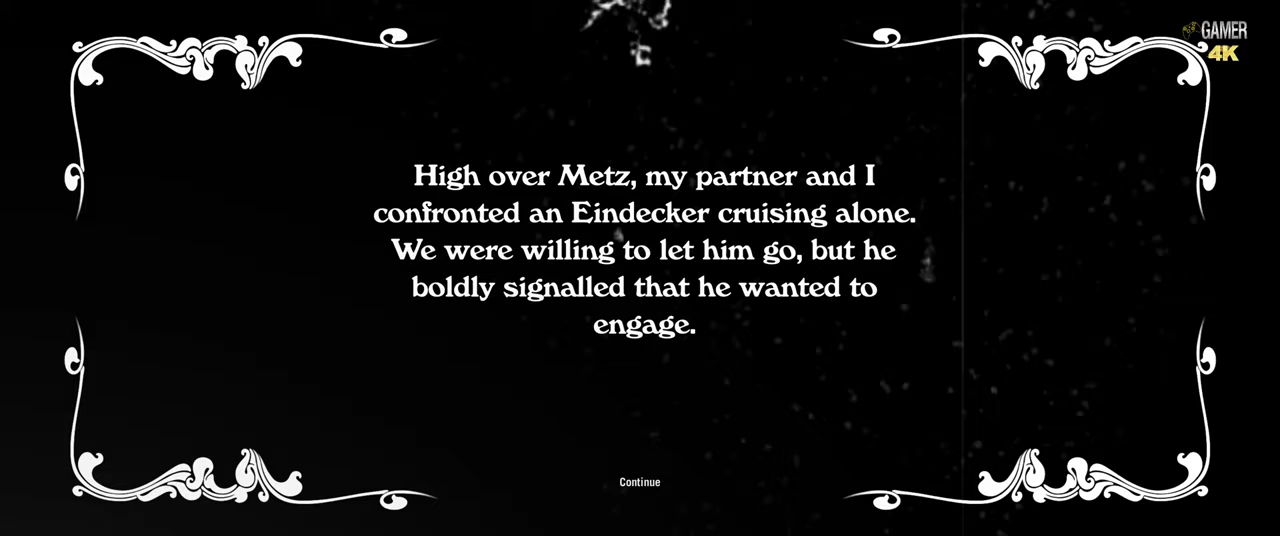 GAMER
4K
High over Metz, my partner and I
confronted an Eindecker cruising alone.
We were willing to let him go, but he
boldly signalled that he wanted to
engage.
Continue